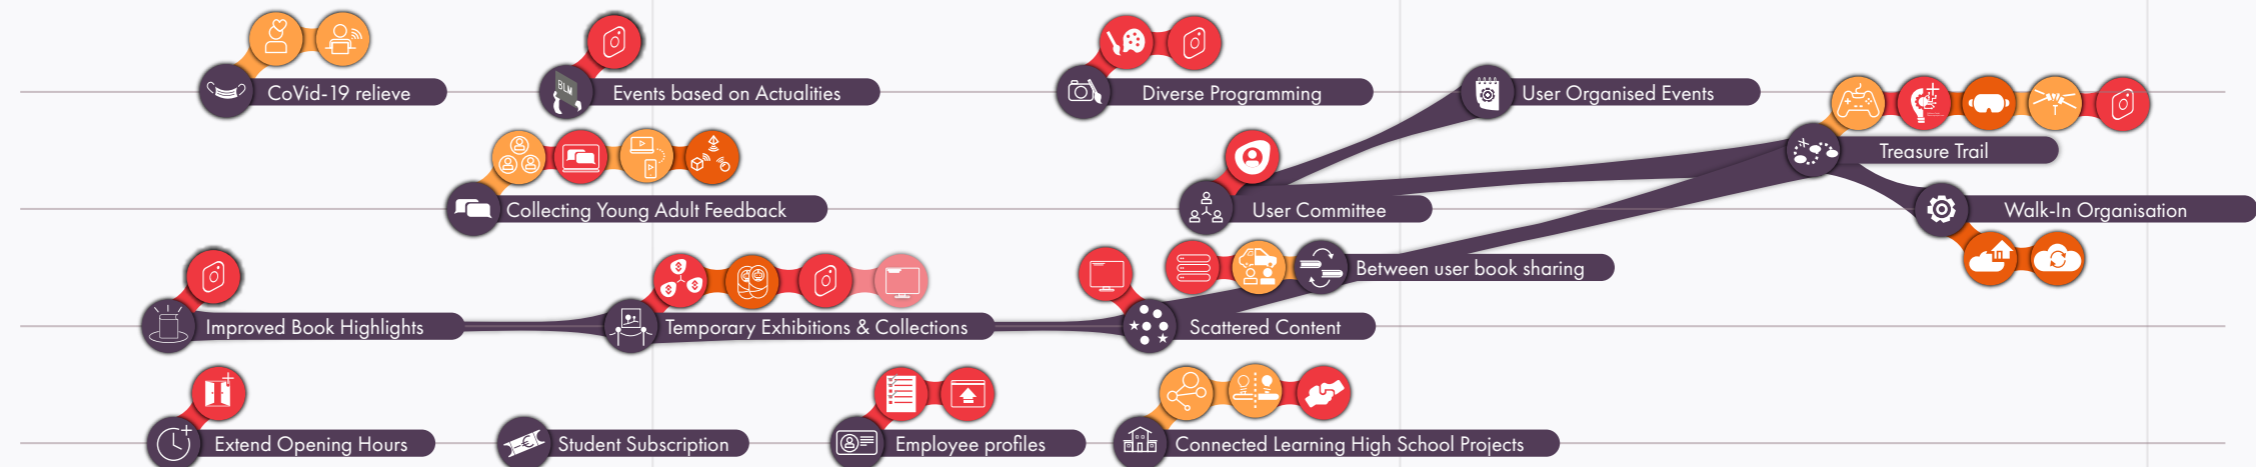 CoVid-19 relieve
BLM
Events based on Actualities
Diverse Programming
User Organised Events
Treasure Trail
Collecting Young Adult Feedback
User Committee
Walk-In Organisation
Between user book sharing
Improved Book Highlights
Temporary Exhibitions & Collections
Scattered Content
Extend Opening Hours
Student Subscription
Employee profiles
Connected Learning High School Projects